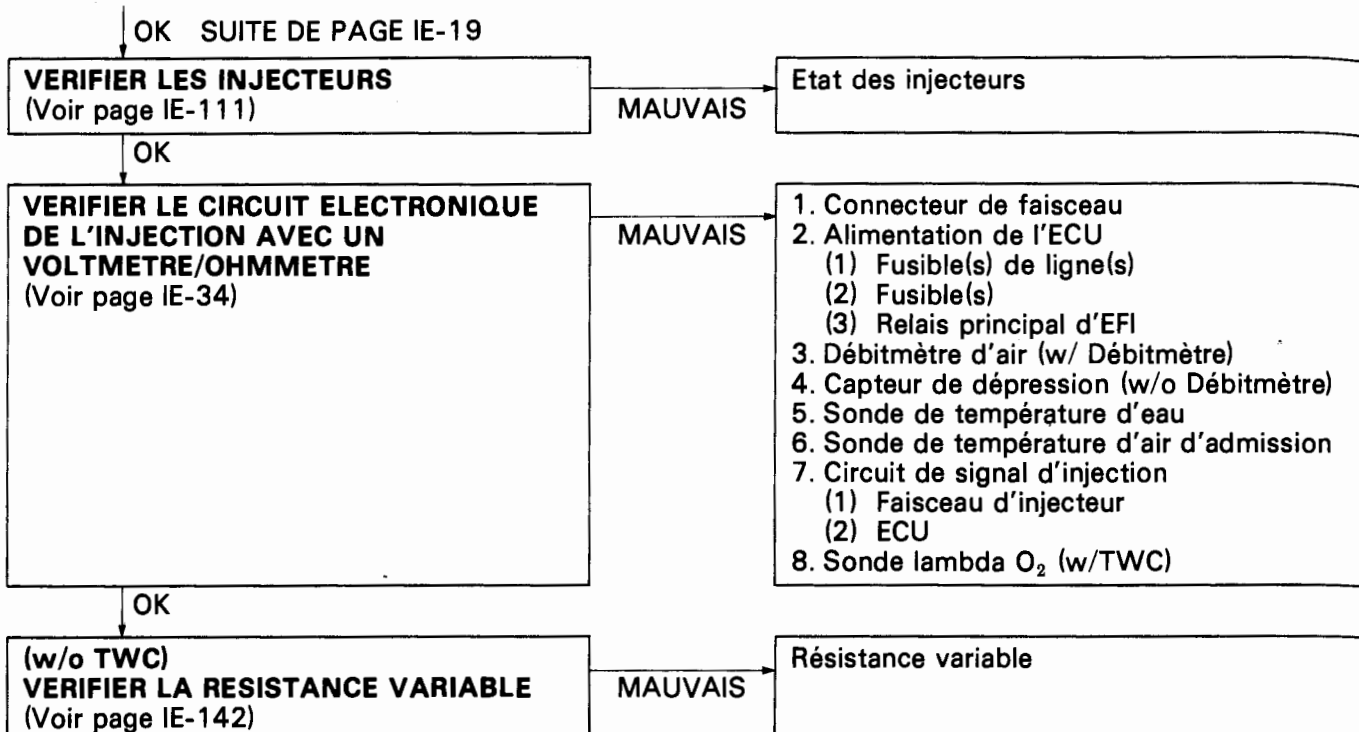 OK SUITE DE PAGE IE-19
VERIFIER LES INJECTEURS
(Voir page IE-111)
MAUVAIS
Etat des injecteurs
OK
VERIFIER LE CIRCUIT ELECTRONIQUE
DE L'INJECTION AVEC UN
VOLTMETRE/OHMMETRE
(Voir page IE-34)
MAUVAIS
1. Connecteur de faisceau
2. Alimentation de l'ECU
(1) Fusible(s) de ligne(s)
(2) Fusible(s)
(3) Relais principal d'EFI
3. Débitmètre d'air (w/ Débitmètre)
4. Capteur de dépression (w/o Débitmètre)
5. Sonde de température d'eau
6. Sonde de température d'air d'admission
7. Circuit de signal d'injection
(1) Faisceau d'injecteur
(2) ECU
8. Sonde lambda O₂ (w/TWC)
OK
(w/o TWC)
VERIFIER LA RESISTANCE VARIABLE
(Voir page IE-142)
MAUVAIS
Résistance variable